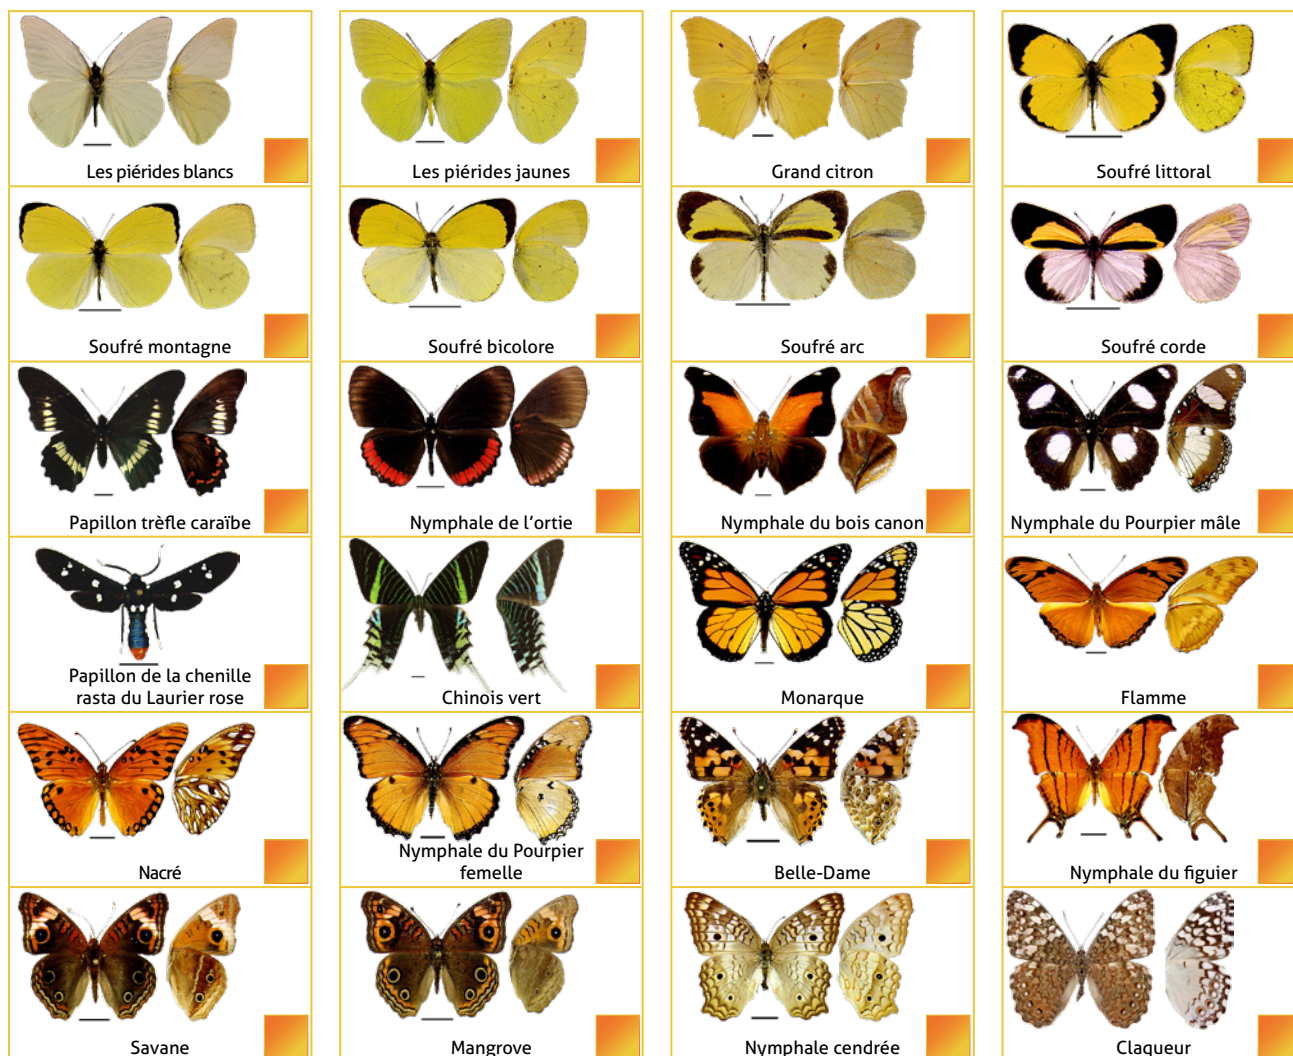 Les piérides blancs
Les piérides jaunes
Grand citron
Soufré littoral
Soufré montagne
Soufré bicolore
Soufré arc
Soufré corde
Papillon trèfle caraïbe
Nymphale de l'ortie
Nymphale du bois canon
Nymphale du Pourpier mâle
Papillon de la chenille
rasta du Laurier rose
Chinois vert
Monarque
Flamme
Nacré
Nymphale du Pourpier
femelle
Belle-Dame
Nymphale du figuier
Savane
Mangrove
Nymphale cendrée
Claqueur